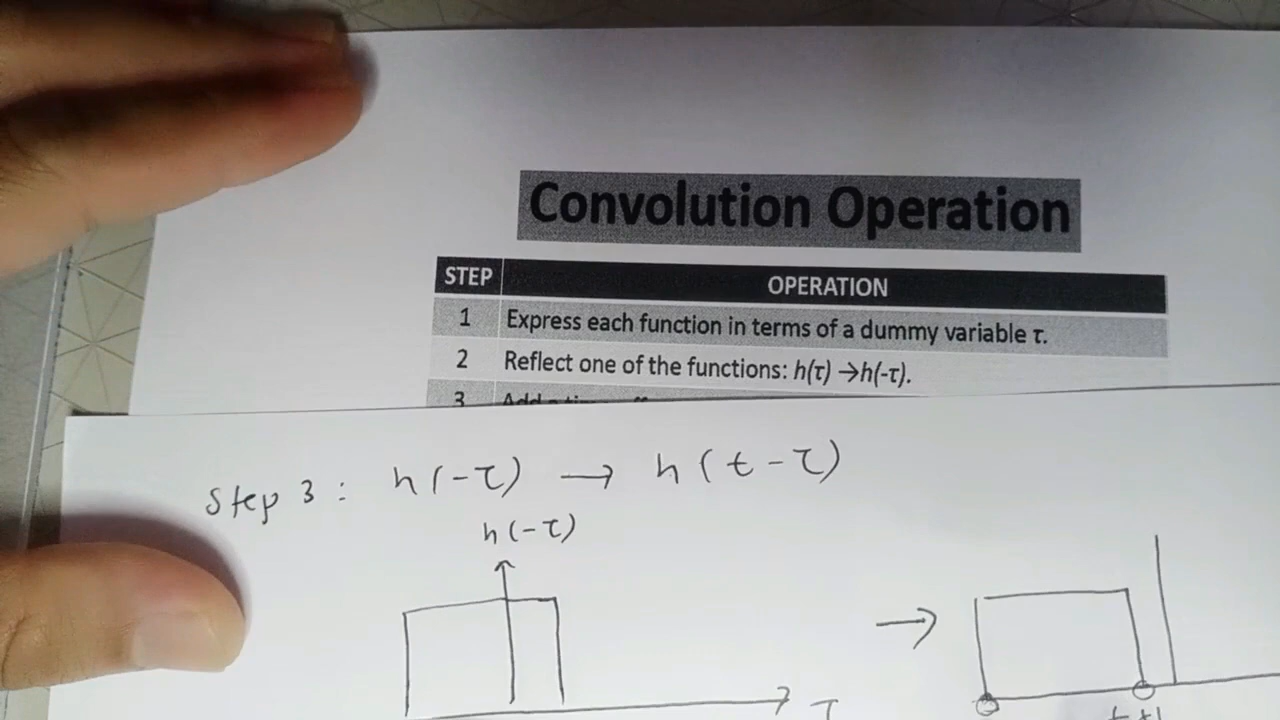 Convolution Operation
STEP OPERATION
1 Express each function in terms of a dummy variable τ.
2 Reflect one of the functions: h(τ) →h(-τ).
3
Step 3: h(-τ) → h(t-τ)
h(-τ)
→
τ